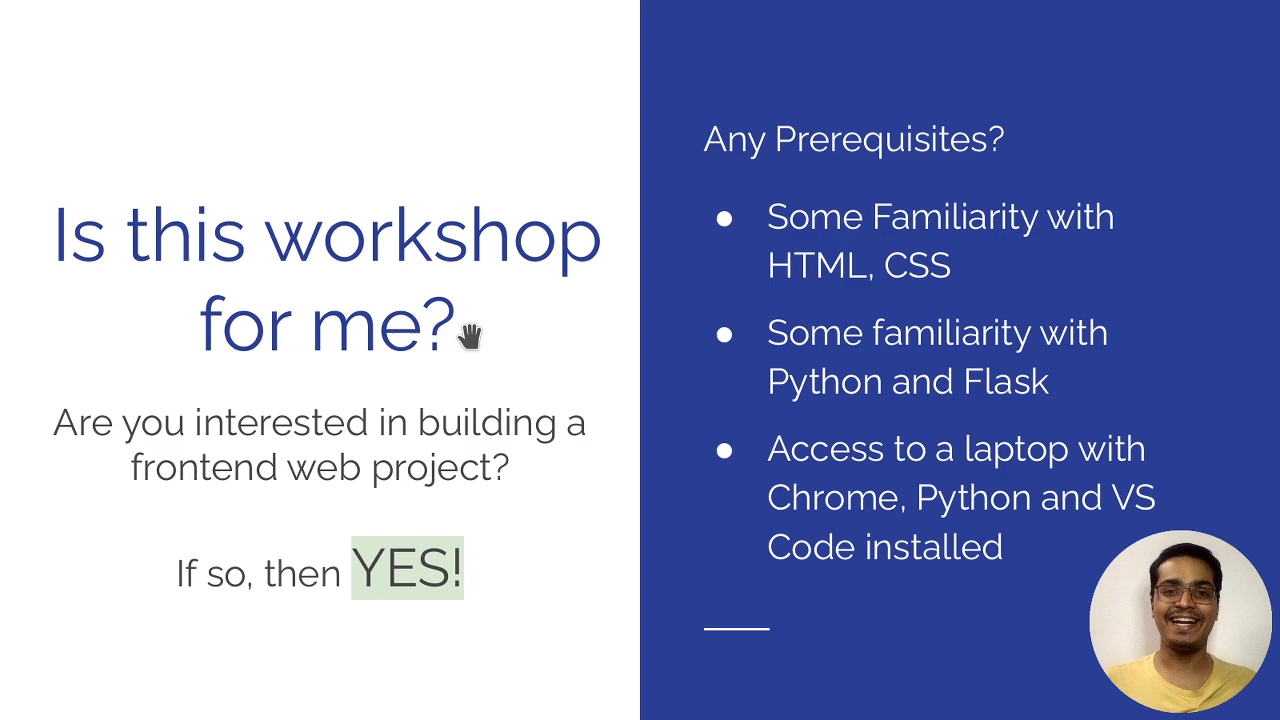 Is this workshop
for me?
Are you interested in building a
frontend web project?
If so, then YES!
Any Prerequisites?
● Some Familiarity with
HTML, CSS
● Some familiarity with
Python and Flask
● Access to a laptop with
Chrome, Python and VS
Code installed